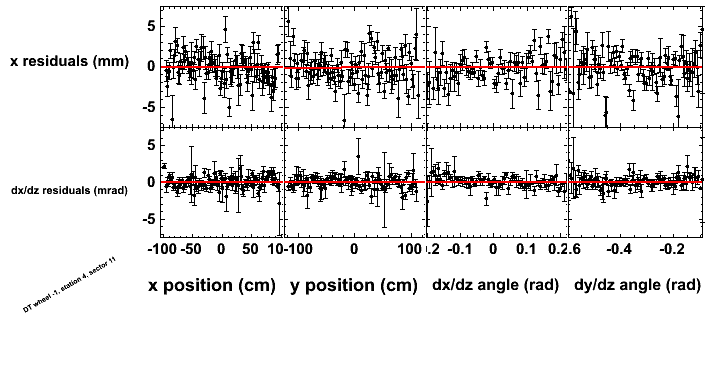 x residuals (mm)
5
0
-5
dx/dz residuals (mrad)
5
0
-5
-100 -50 0 50 10 -100 0 100 .2 -0.1 0 0.1 0.2 .6 -0.4 -0.2
x position (cm) y position (cm) dx/dz angle (rad) dy/dz angle (rad)
DT wheel -1, station 4, sector 11